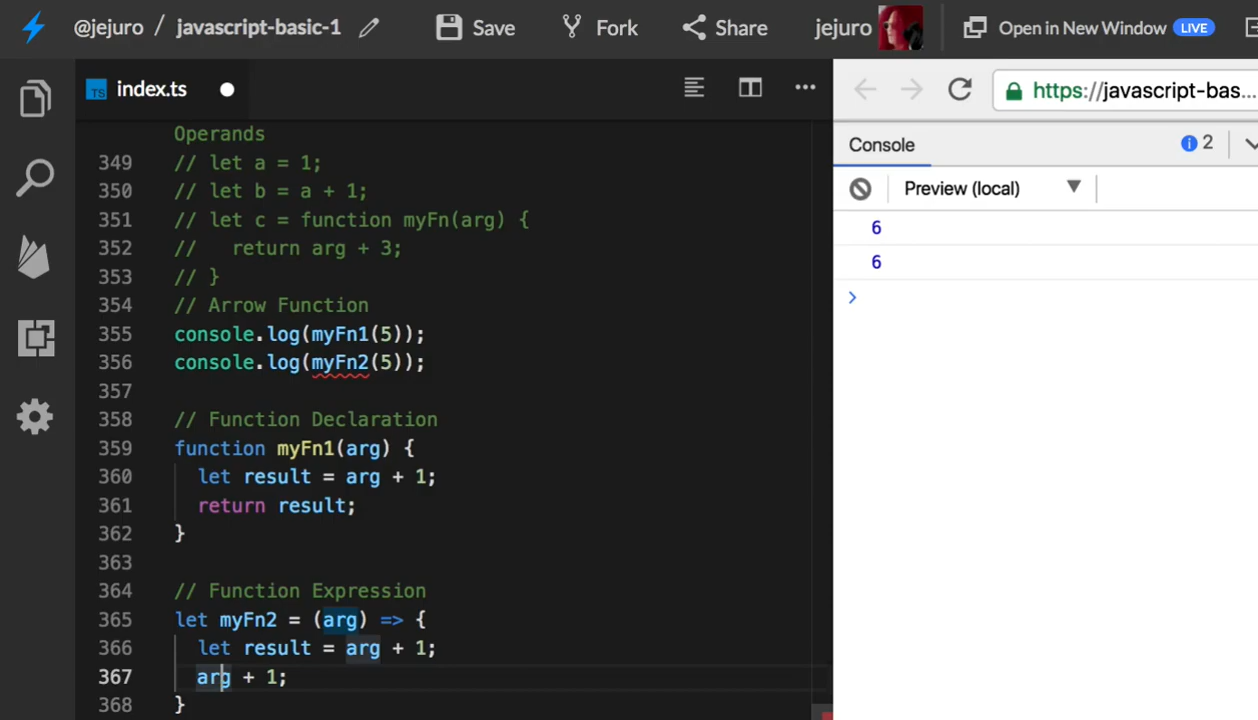 @jejuro / javascript-basic-1 Save Fork Share jejuro Open in New Window LIVE
TS index.ts
https://javascript-bas...
Console 2
Preview (local)
6
6
>
Operands
349 // let a = 1;
350 // let b = a + 1;
351 // let c = function myFn(arg) {
352 //   return arg + 3;
353 // }
354 // Arrow Function
355 console.log(myFn1(5));
356 console.log(myFn2(5));
357
358 // Function Declaration
359 function myFn1(arg) {
360   let result = arg + 1;
361   return result;
362 }
363
364 // Function Expression
365 let myFn2 = (arg) => {
366   let result = arg + 1;
367   arg + 1;
368 }